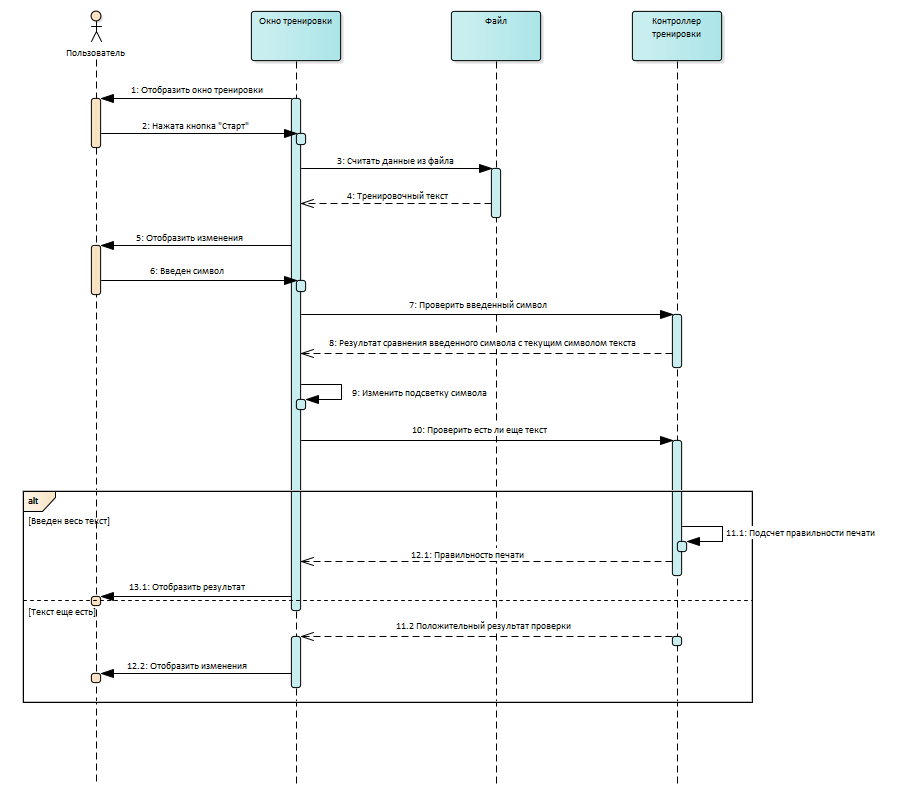 Пользователь
Окно тренировки
Файл
Контроллер
тренировки
1: Отобразить окно тренировки
2: Нажата кнопка "Старт"
3: Считать данные из файла
4: Тренировочный текст
5: Отобразить изменения
6: Введен символ
7: Проверить введенный символ
8: Результат сравнения введенного символа с текущим символом текста
9: Изменить подсветку символа
10: Проверить есть ли еще текст
alt
[Введен весь текст]
11.1: Подсчет правильности печати
12.1: Правильность печати
13.1: Отобразить результат
[Текст еще есть]
11.2 Положительный результат проверки
12.2: Отобразить изменения